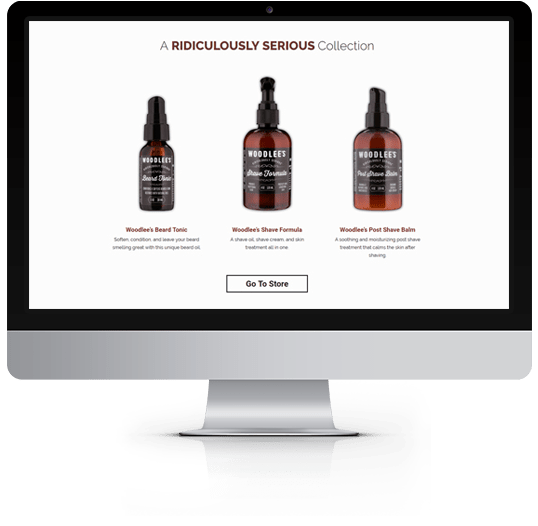 A RIDICULOUSLY SERIOUS Collection
WOODLEE'S
Beard Tonic
WOODLEE'S
Shave Formula
WOODLEE'S
Post Shave Balm
Woodlee's Beard Tonic
Soften, condition, and leave your beard
smelling great with this unique beard oil.
Woodlee's Shave Formula
A shave oil, shave cream, and skin
treatment all in one.
Woodlee's Post Shave Balm
A soothing and moisturizing post shave
treatment that calms the skin after
shaving.
Go To Store